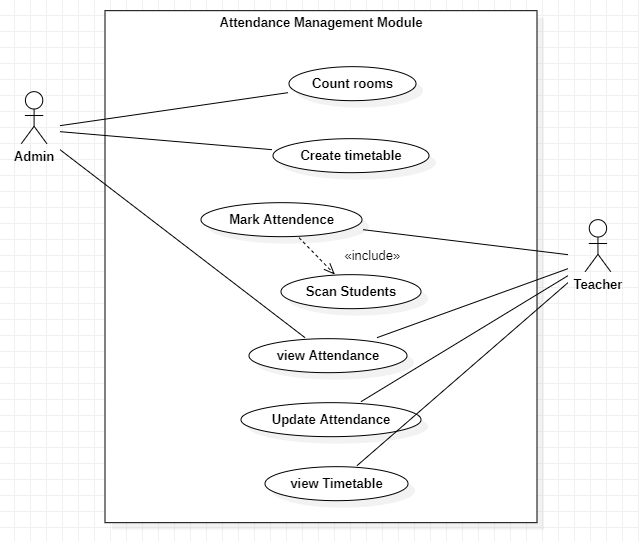 Attendance Management Module
Count rooms
Admin
Create timetable
Mark Attendence
«include»
Teacher
Scan Students
view Attendance
Update Attendance
view Timetable